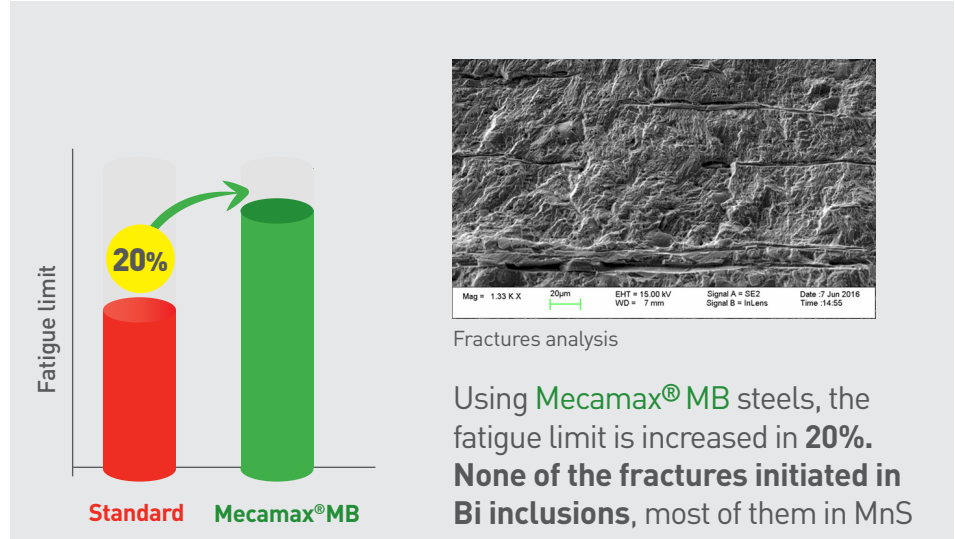 Fatigue limit
20%
Standard
Mecamax®MB
Mag = 1.33 K X
20µm
EHT = 15.00 kV
WD = 7 mm
Signal A = SE2
Signal B = InLens
Date :7 Jun 2016
Time :14:55
Fractures analysis
Using Mecamax® MB steels, the
fatigue limit is increased in 20%.
None of the fractures initiated in
Bi inclusions, most of them in MnS